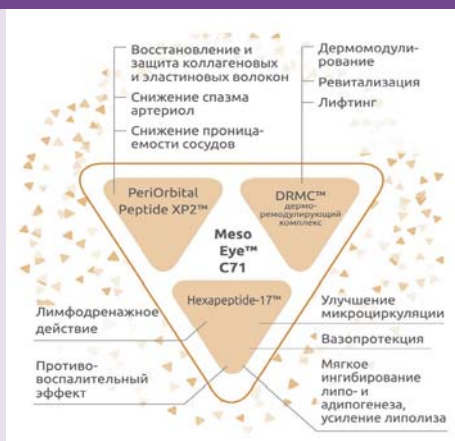 Восстановление и
защита коллагеновых
и эластиновых волокон
Снижение спазма
артериол
Снижение проница-
емости сосудов
Дермомодули-
рование
Ревитализация
Лифтинг
PeriOrbital
Peptide XP2™
DRMC™
дермо-
ремодулирующий
комплекс
Meso
Eye™
C71
Hexapeptide-17™
Лимфодренажное
действие
Противо-
воспалительный
эффект
Улучшение
микроциркуляции
Вазопротекция
Мягкое
ингибирование
липо- и
адипогенеза,
усиление липолиза